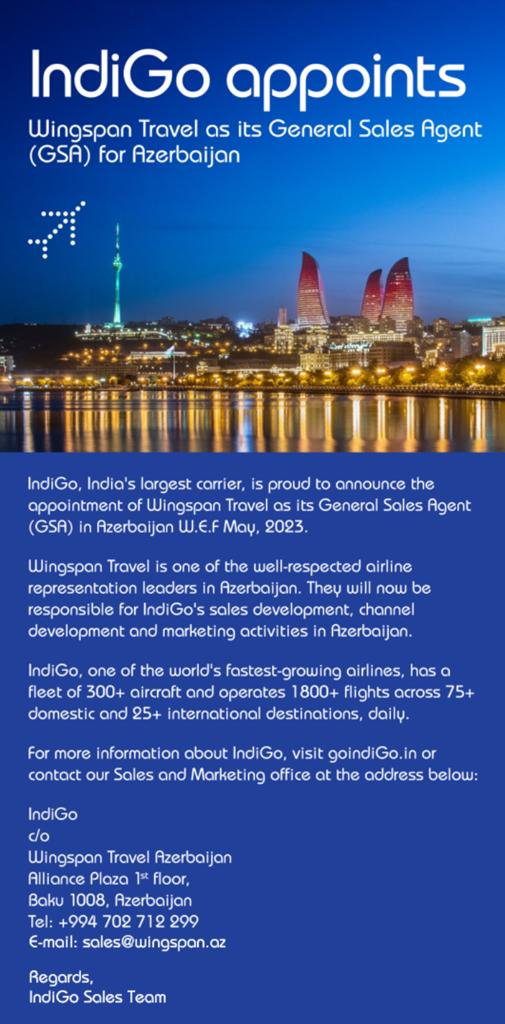 IndiGo appoints
Wingspan Travel as its General Sales Agent
(GSA) for Azerbaijan
IndiGo, India's largest carrier, is proud to announce the
appointment of Wingspan Travel as its General Sales Agent
(GSA) in Azerbaijan W.E.F May, 2023.
Wingspan Travel is one of the well-respected airline
representation leaders in Azerbaijan. They will now be
responsible for IndiGo's sales development, channel
development and marketing activities in Azerbaijan.
IndiGo, one of the world's fastest-growing airlines, has a
fleet of 300+ aircraft and operates 1800+ flights across 75+
domestic and 25+ international destinations, daily.
For more information about IndiGo, visit goindiGo.in or
contact our Sales and Marketing office at the address below:
IndiGo
c/o
Wingspan Travel Azerbaijan
Alliance Plaza 1st floor,
Baku 1008, Azerbaijan
Tel: +994 702 712 299
E-mail: sales@wingspan.az
Regards,
IndiGo Sales Team